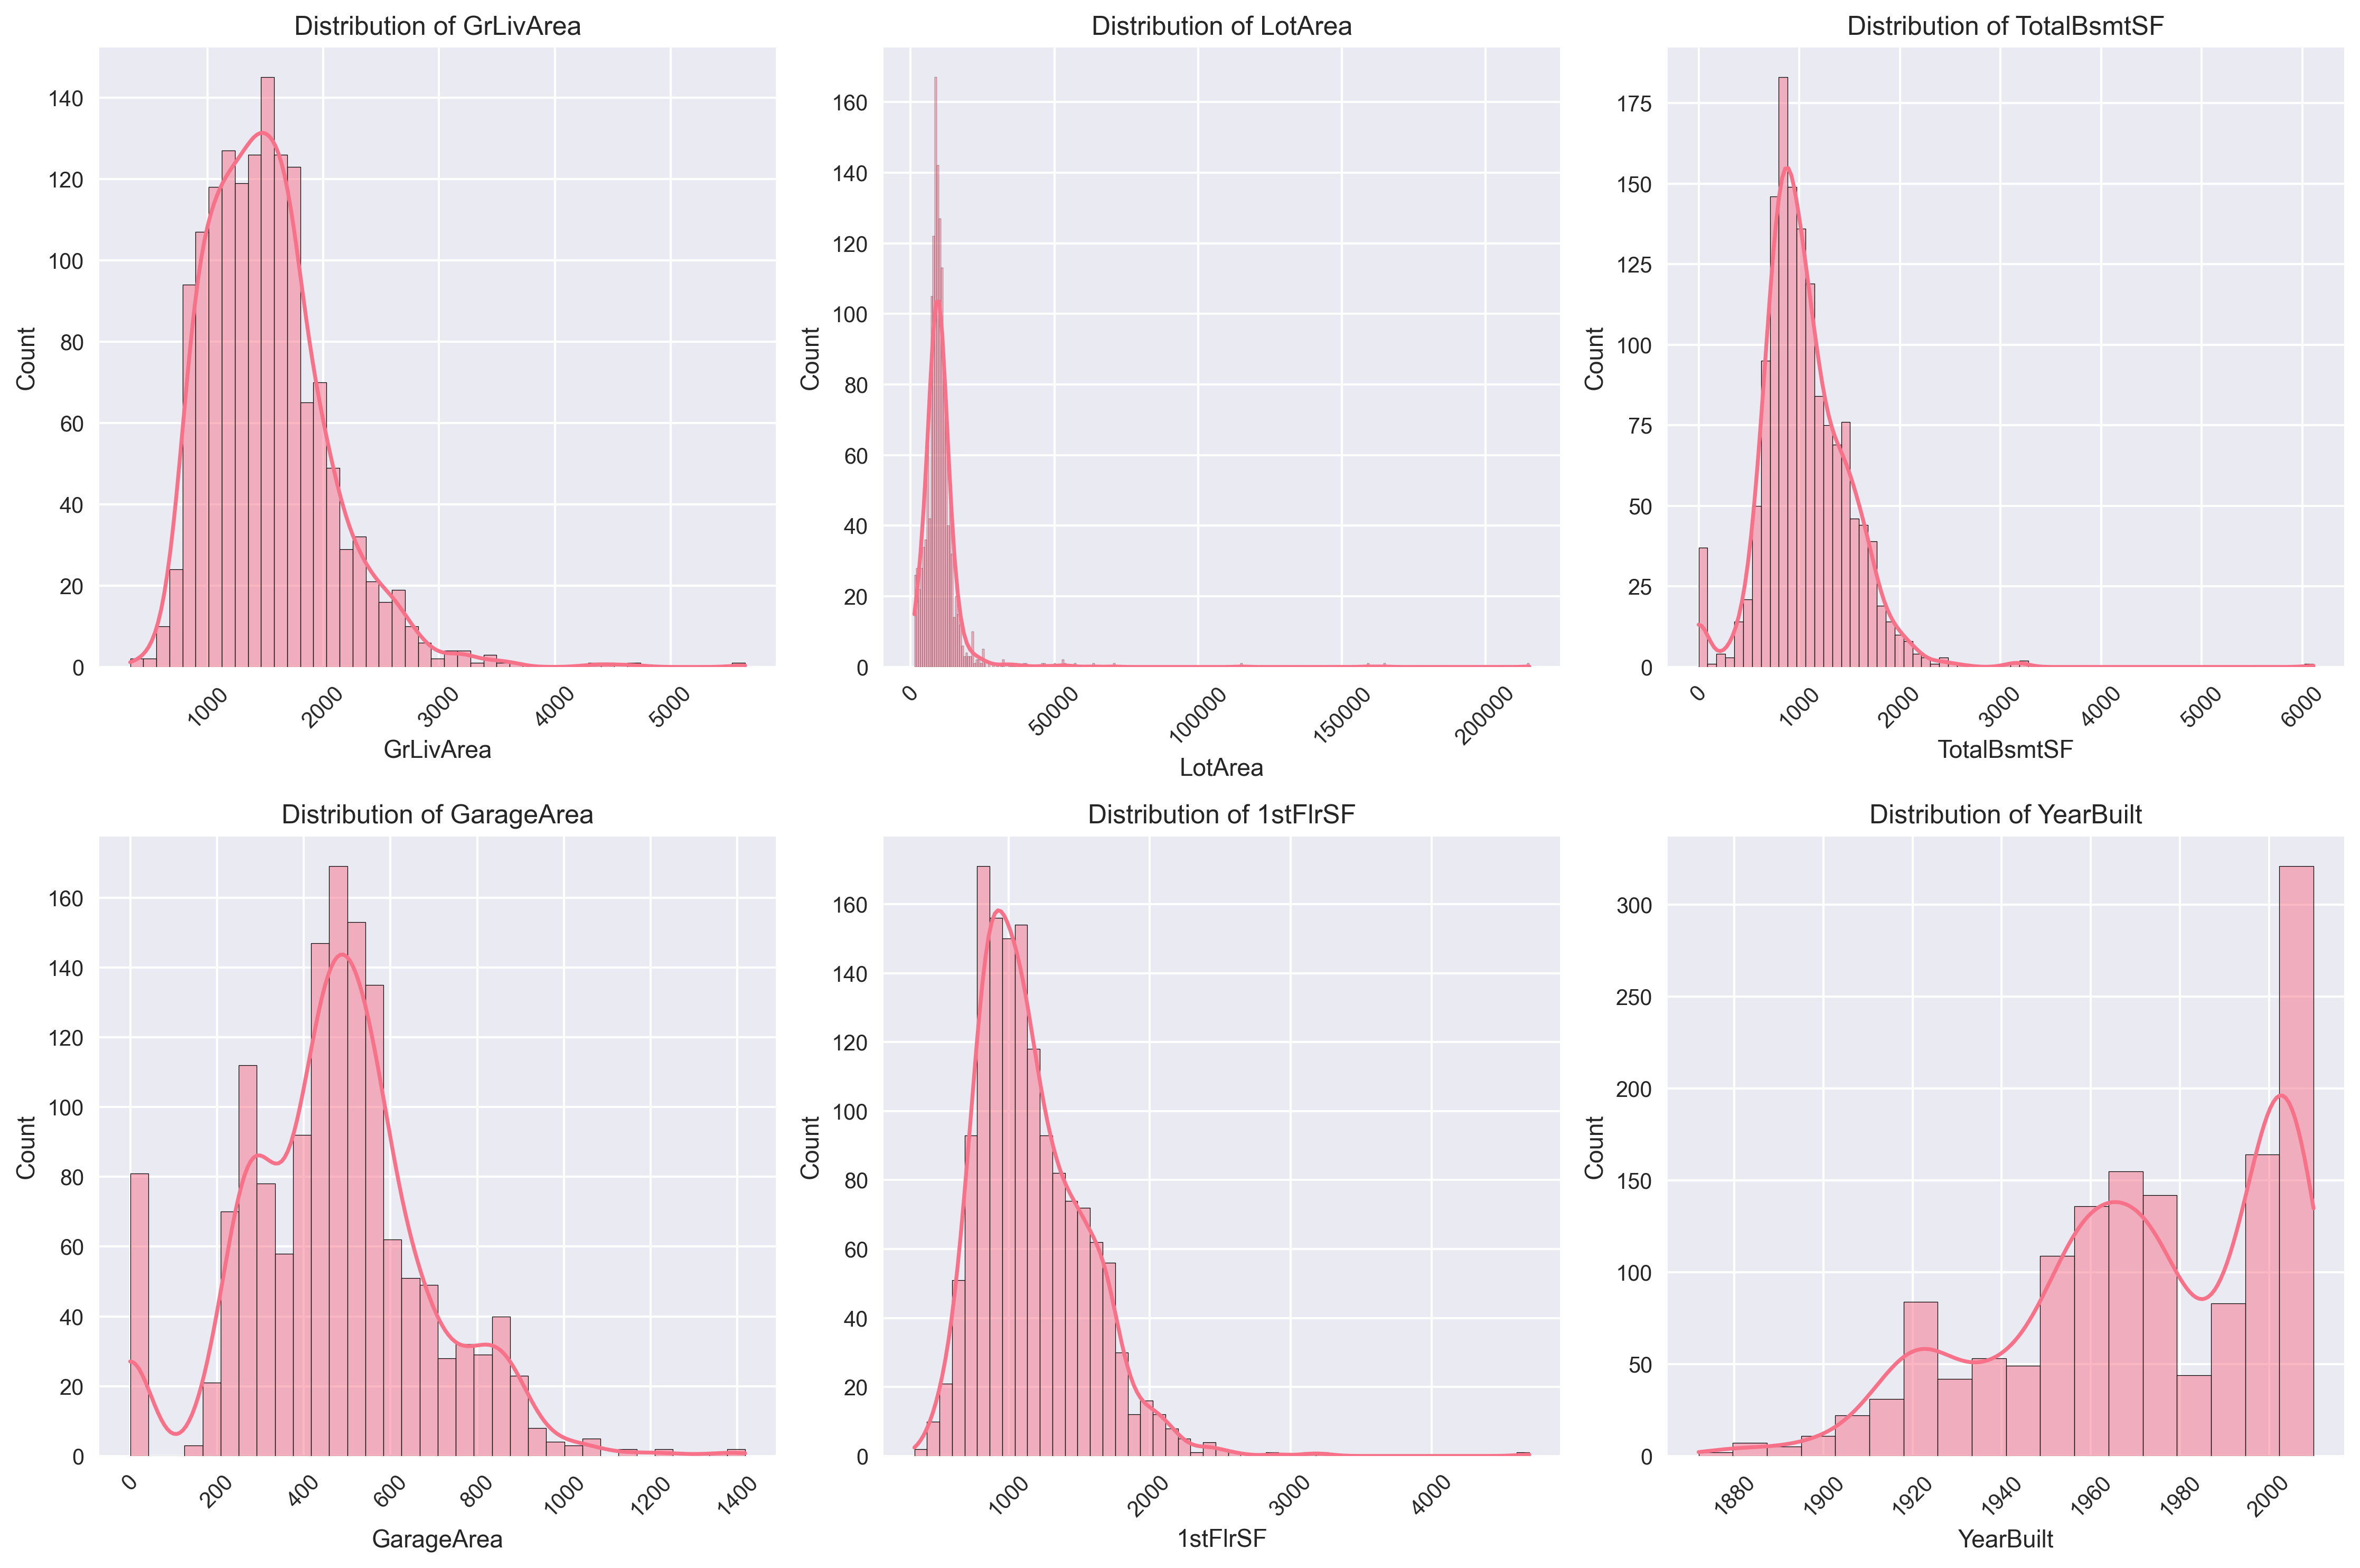 Distribution of GrLivArea
Count
140
120
100
80
60
40
20
0
1000 2000 3000 4000 5000
GrLivArea
Distribution of LotArea
Count
160
140
120
100
80
60
40
20
0
0 50000 100000 150000 200000
LotArea
Distribution of TotalBsmtSF
Count
175
150
125
100
75
50
25
0
0 1000 2000 3000 4000 5000 6000
TotalBsmtSF
Distribution of GarageArea
Count
160
140
120
100
80
60
40
20
0
0 200 400 600 800 1000 1200 1400
GarageArea
Distribution of 1stFlrSF
Count
160
140
120
100
80
60
40
20
0
1000 2000 3000 4000
1stFlrSF
Distribution of YearBuilt
Count
300
250
200
150
100
50
0
1880 1900 1920 1940 1960 1980 2000
YearBuilt